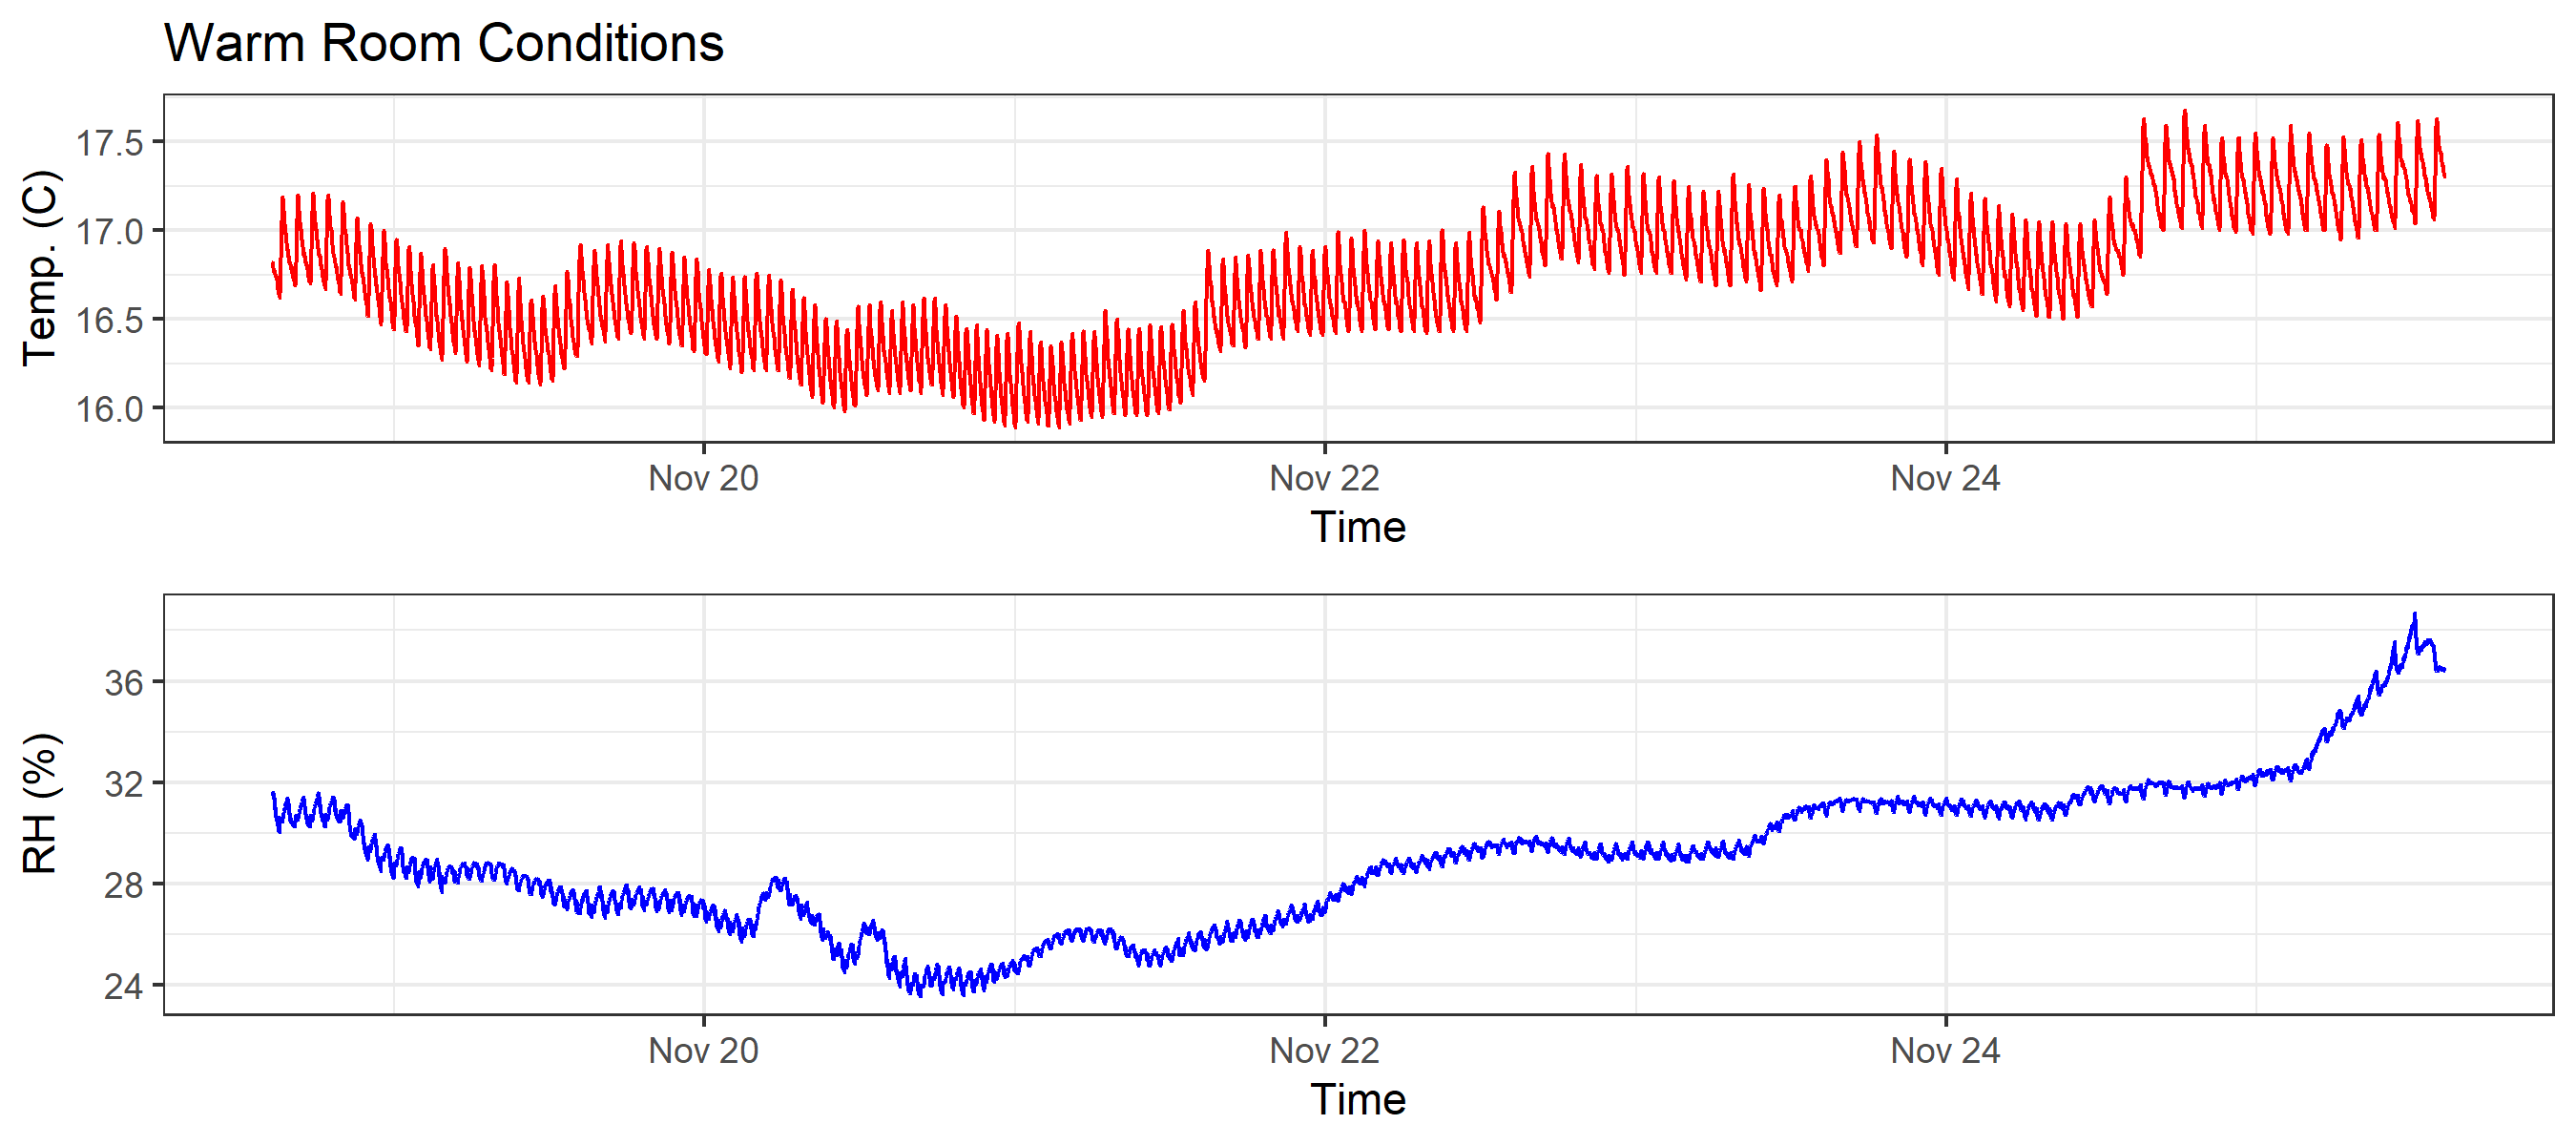 Warm Room Conditions
Temp. (C)
17.5
17.0
16.5
16.0
Nov 20 Nov 22 Nov 24
Time
RH (%)
36
32
28
24
Nov 20 Nov 22 Nov 24
Time